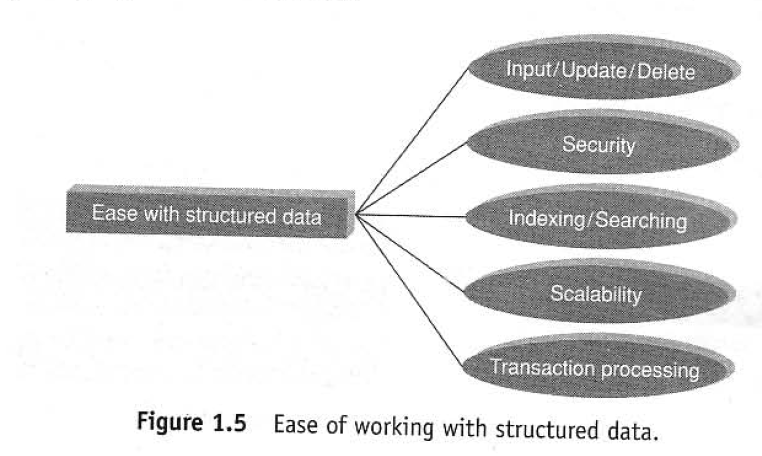 Input/Update/Delete
Security
Ease with structured data
Indexing/Searching
Scalability
Transaction processing
Figure 1.5 Ease of working with structured data.